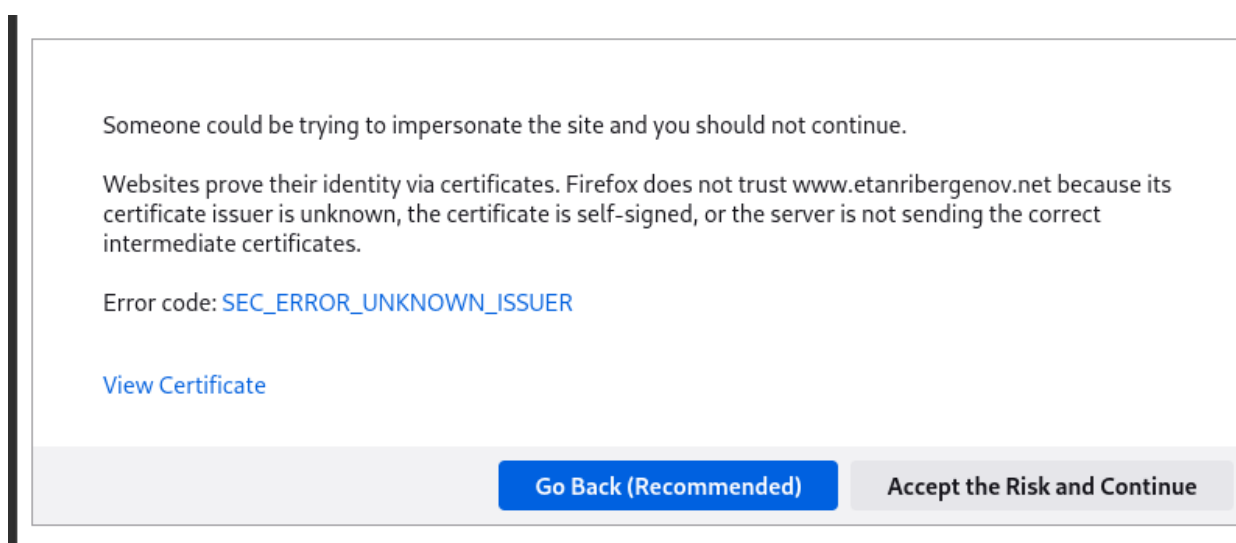 Someone could be trying to impersonate the site and you should not continue.
Websites prove their identity via certificates. Firefox does not trust www.etanribergenov.net because its
certificate issuer is unknown, the certificate is self-signed, or the server is not sending the correct
intermediate certificates.
Error code: SEC_ERROR_UNKNOWN_ISSUER
View Certificate
Go Back (Recommended)
Accept the Risk and Continue